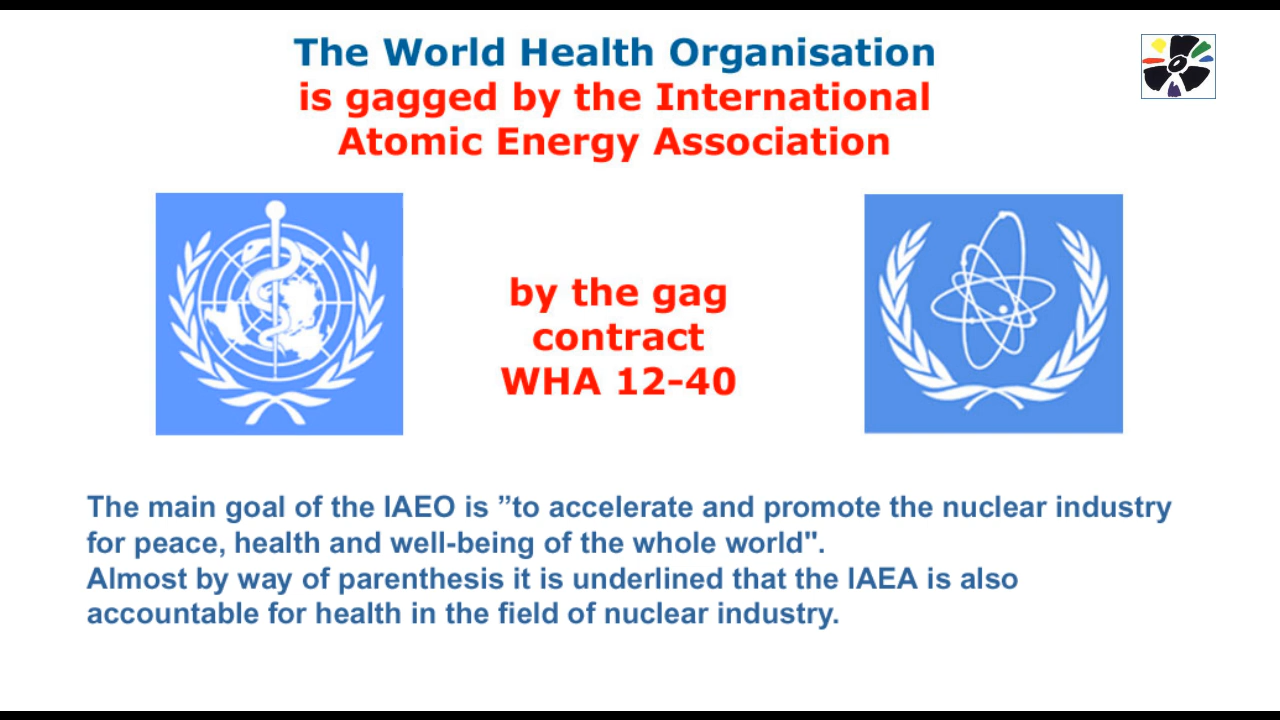 The World Health Organisation
is gagged by the International
Atomic Energy Association
by the gag
contract
WHA 12-40
The main goal of the IAEO is ”to accelerate and promote the nuclear industry
for peace, health and well-being of the whole world".
Almost by way of parenthesis it is underlined that the IAEA is also
accountable for health in the field of nuclear industry.